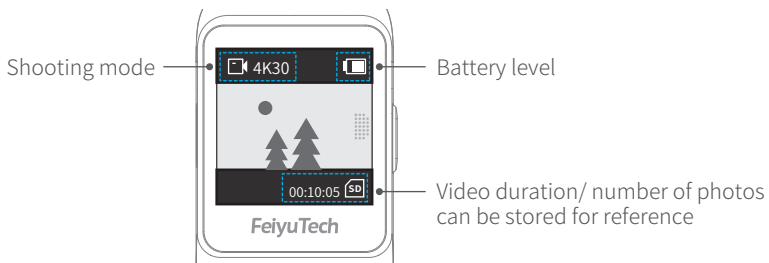 Shooting mode
4K30
Battery level
00:10:05 SD
Video duration/ number of photos
can be stored for reference
FeiyuTech